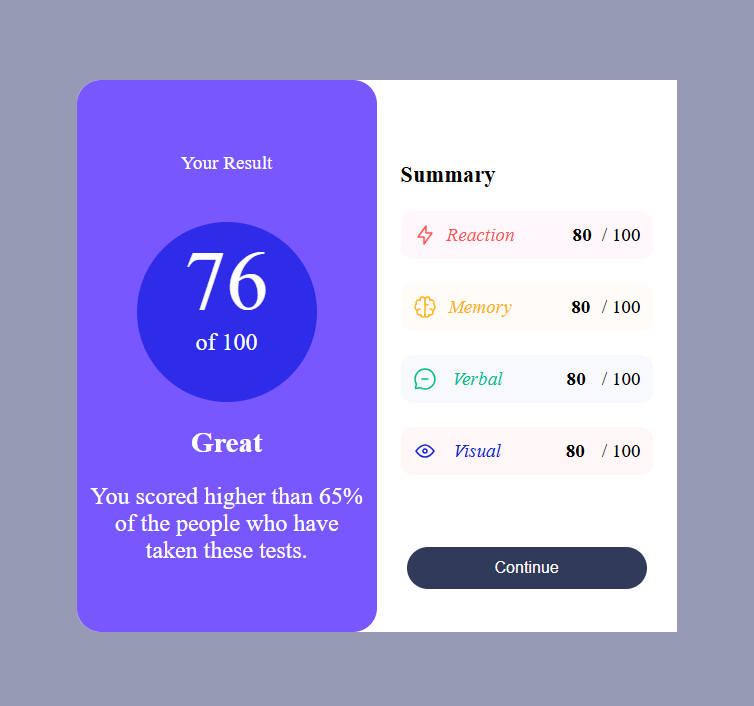 Your Result
76
of 100
Great
You scored higher than 65%
of the people who have
taken these tests.
Summary
Reaction 80 / 100
Memory 80 / 100
Verbal 80 / 100
Visual 80 / 100
Continue